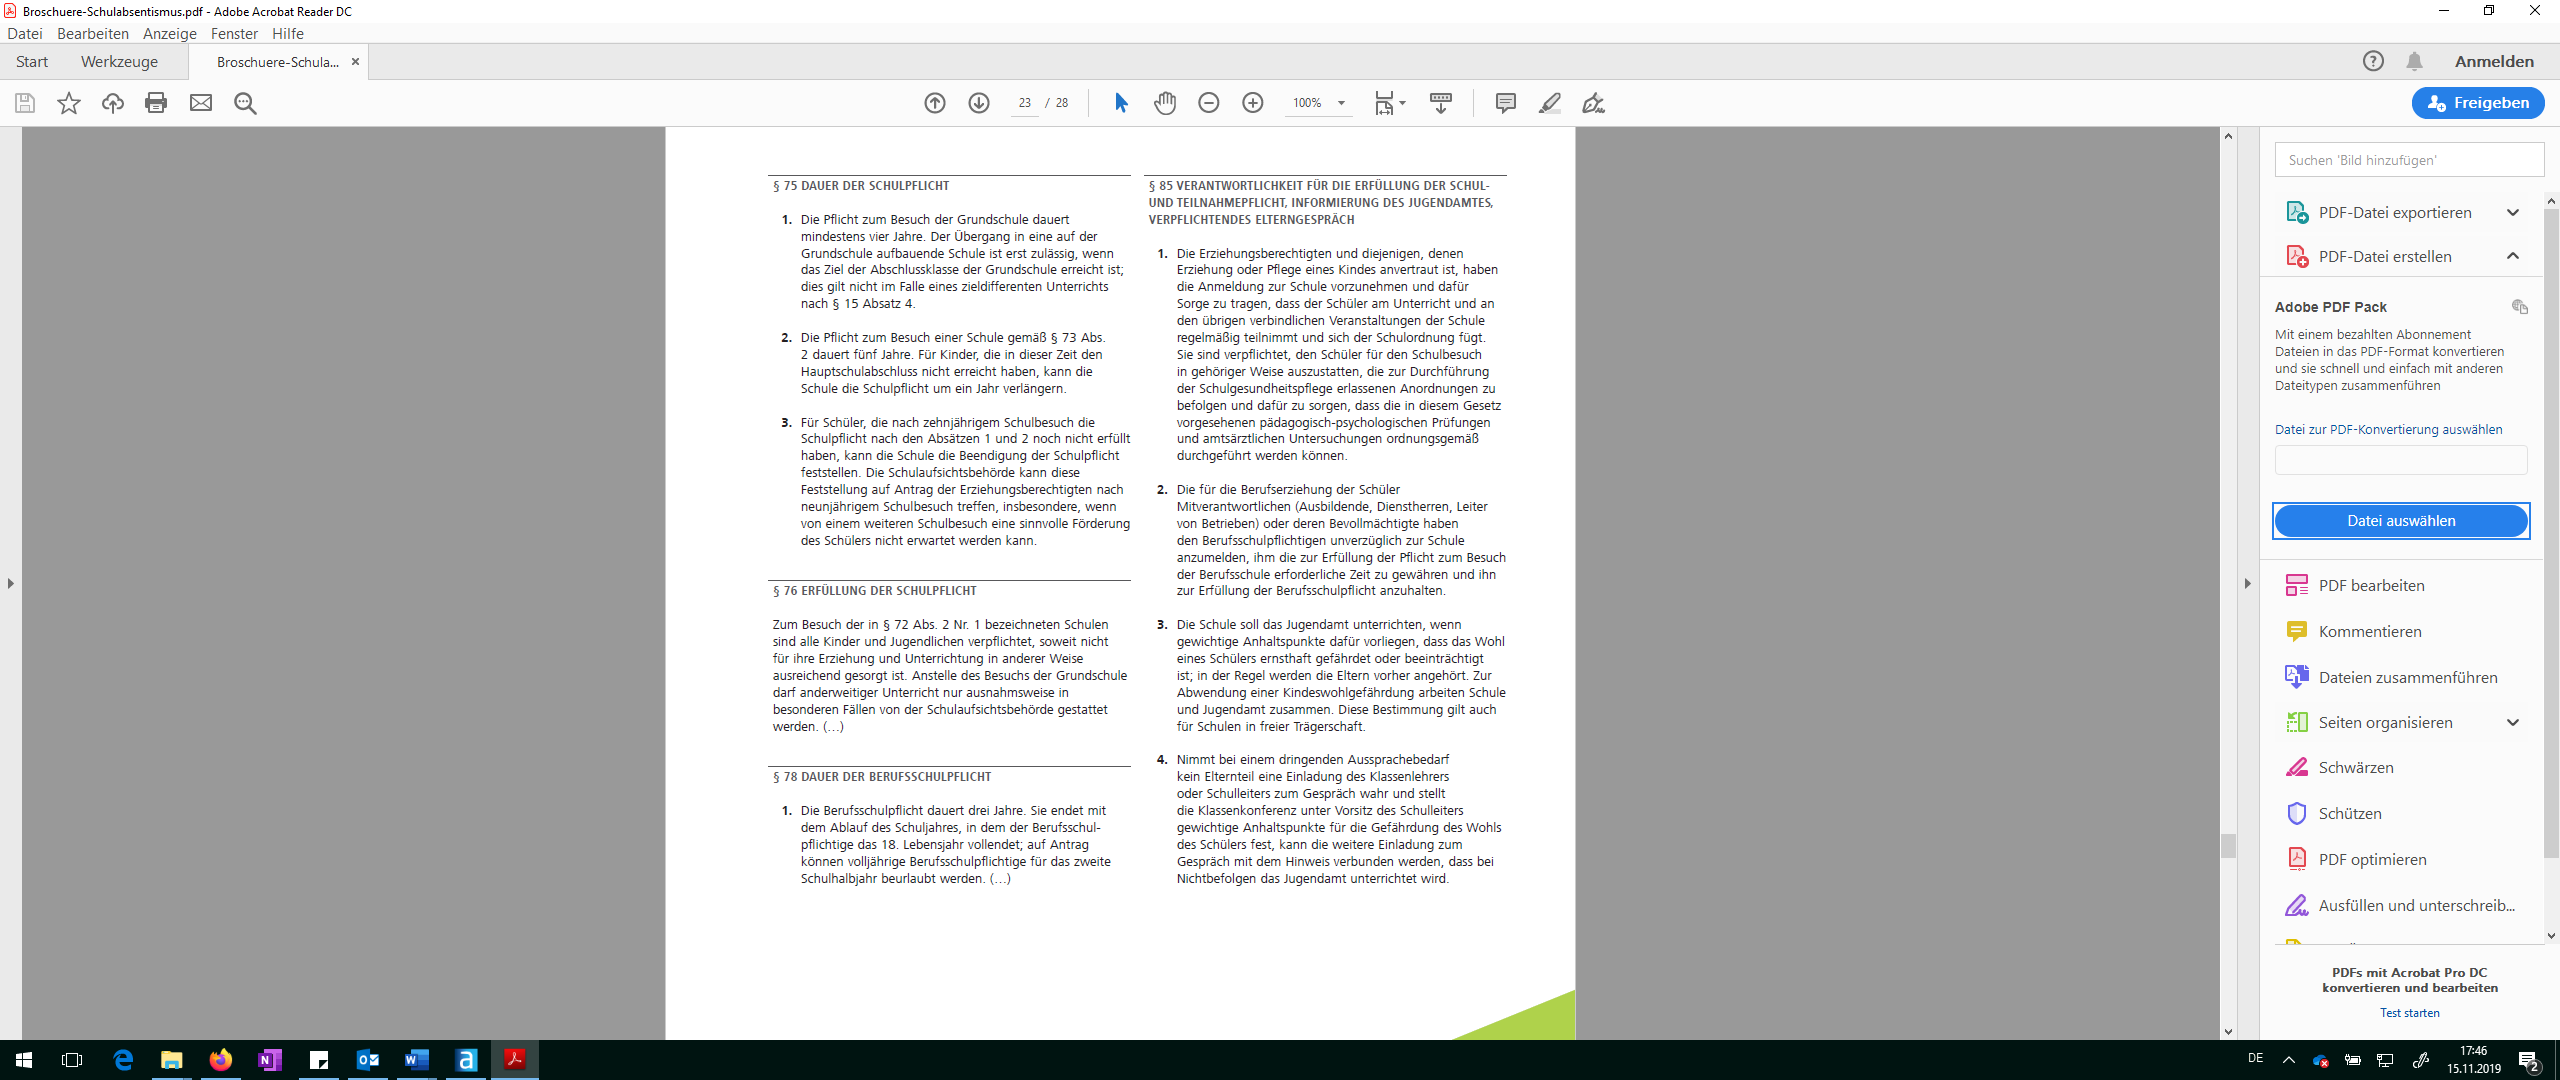 Broschuere-Schulabsentismus.pdf - Adobe Acrobat Reader DC
Datei Bearbeiten Anzeige Fenster Hilfe
Start Werkzeuge Broschuere-Schula... Anmelden
23 / 28 100% Freigeben
§ 75 DAUER DER SCHULPFLICHT
1. Die Pflicht zum Besuch der Grundschule dauert
mindestens vier Jahre. Der Übergang in eine auf der
Grundschule aufbauende Schule ist erst zulässig, wenn
das Ziel der Abschlussklasse der Grundschule erreicht ist;
dies gilt nicht im Falle eines zieldifferenten Unterrichts
nach § 15 Absatz 4.
2. Die Pflicht zum Besuch einer Schule gemäß § 73 Abs.
2 dauert fünf Jahre. Für Kinder, die in dieser Zeit den
Hauptschulabschluss nicht erreicht haben, kann die
Schule die Schulpflicht um ein Jahr verlängern.
3. Für Schüler, die nach zehnjährigem Schulbesuch die
Schulpflicht nach den Absätzen 1 und 2 noch nicht erfüllt
haben, kann die Schule die Beendigung der Schulpflicht
feststellen. Die Schulaufsichtsbehörde kann diese
Feststellung auf Antrag der Erziehungsberechtigten nach
neunjährigem Schulbesuch treffen, insbesondere, wenn
von einem weiteren Schulbesuch eine sinnvolle Förderung
des Schülers nicht erwartet werden kann.
§ 76 ERFÜLLUNG DER SCHULPFLICHT
Zum Besuch der in § 72 Abs. 2 Nr. 1 bezeichneten Schulen
sind alle Kinder und Jugendlichen verpflichtet, soweit nicht
für ihre Erziehung und Unterrichtung in anderer Weise
ausreichend gesorgt ist. Anstelle des Besuchs der Grundschule
darf anderweitiger Unterricht nur ausnahmsweise in
besonderen Fällen von der Schulaufsichtsbehörde gestattet
werden. (…)
§ 78 DAUER DER BERUFSSCHULPFLICHT
1. Die Berufsschulpflicht dauert drei Jahre. Sie endet mit
dem Ablauf des Schuljahres, in dem der Berufsschul-
pflichtige das 18. Lebensjahr vollendet; auf Antrag
können volljährige Berufsschulpflichtige für das zweite
Schulhalbjahr beurlaubt werden. (…)
§ 85 VERANTWORTLICHKEIT FÜR DIE ERFÜLLUNG DER SCHUL-
UND TEILNAHMEPFLICHT, INFORMIERUNG DES JUGENDAMTES,
VERPFLICHTENDES ELTERNGESPRÄCH
1. Die Erziehungsberechtigten und diejenigen, denen
Erziehung oder Pflege eines Kindes anvertraut ist, haben
die Anmeldung zur Schule vorzunehmen und dafür
Sorge zu tragen, dass der Schüler am Unterricht und an
den übrigen verbindlichen Veranstaltungen der Schule
regelmäßig teilnimmt und sich der Schulordnung fügt.
Sie sind verpflichtet, den Schüler für den Schulbesuch
in gehöriger Weise auszustatten, die zur Durchführung
der Schulgesundheitspflege erlassenen Anordnungen zu
befolgen und dafür zu sorgen, dass die in diesem Gesetz
vorgesehenen pädagogisch-psychologischen Prüfungen
und amtsärztlichen Untersuchungen ordnungsgemäß
durchgeführt werden können.
2. Die für die Berufserziehung der Schüler
Mitverantwortlichen (Ausbildende, Dienstherren, Leiter
von Betrieben) oder deren Bevollmächtigte haben
den Berufsschulpflichtigen unverzüglich zur Schule
anzumelden, ihm die zur Erfüllung der Pflicht zum Besuch
der Berufsschule erforderliche Zeit zu gewähren und ihn
zur Erfüllung der Berufsschulpflicht anzuhalten.
3. Die Schule soll das Jugendamt unterrichten, wenn
gewichtige Anhaltspunkte dafür vorliegen, dass das Wohl
eines Schülers ernsthaft gefährdet oder beeinträchtigt
ist; in der Regel werden die Eltern vorher angehört. Zur
Abwendung einer Kindeswohlgefährdung arbeiten Schule
und Jugendamt zusammen. Diese Bestimmung gilt auch
für Schulen in freier Trägerschaft.
4. Nimmt bei einem dringenden Aussprachebedarf
kein Elternteil eine Einladung des Klassenlehrers
oder Schulleiters zum Gespräch wahr und stellt
die Klassenkonferenz unter Vorsitz des Schulleiters
gewichtige Anhaltspunkte für die Gefährdung des Wohls
des Schülers fest, kann die weitere Einladung zum
Gespräch mit dem Hinweis verbunden werden, dass bei
Nichtbefolgen das Jugendamt unterrichtet wird.
Suchen 'Bild hinzufügen'
PDF-Datei exportieren
PDF-Datei erstellen
Adobe PDF Pack
Mit einem bezahlten Abonnement
Dateien in das PDF-Format konvertieren
und sie schnell und einfach mit anderen
Dateitypen zusammenführen
Datei zur PDF-Konvertierung auswählen
Datei auswählen
PDF bearbeiten
Kommentieren
Dateien zusammenführen
Seiten organisieren
Schwärzen
Schützen
PDF optimieren
Ausfüllen und unterschreib...
PDFs mit Acrobat Pro DC
konvertieren und bearbeiten
Test starten
DE
17:46
15.11.2019
2